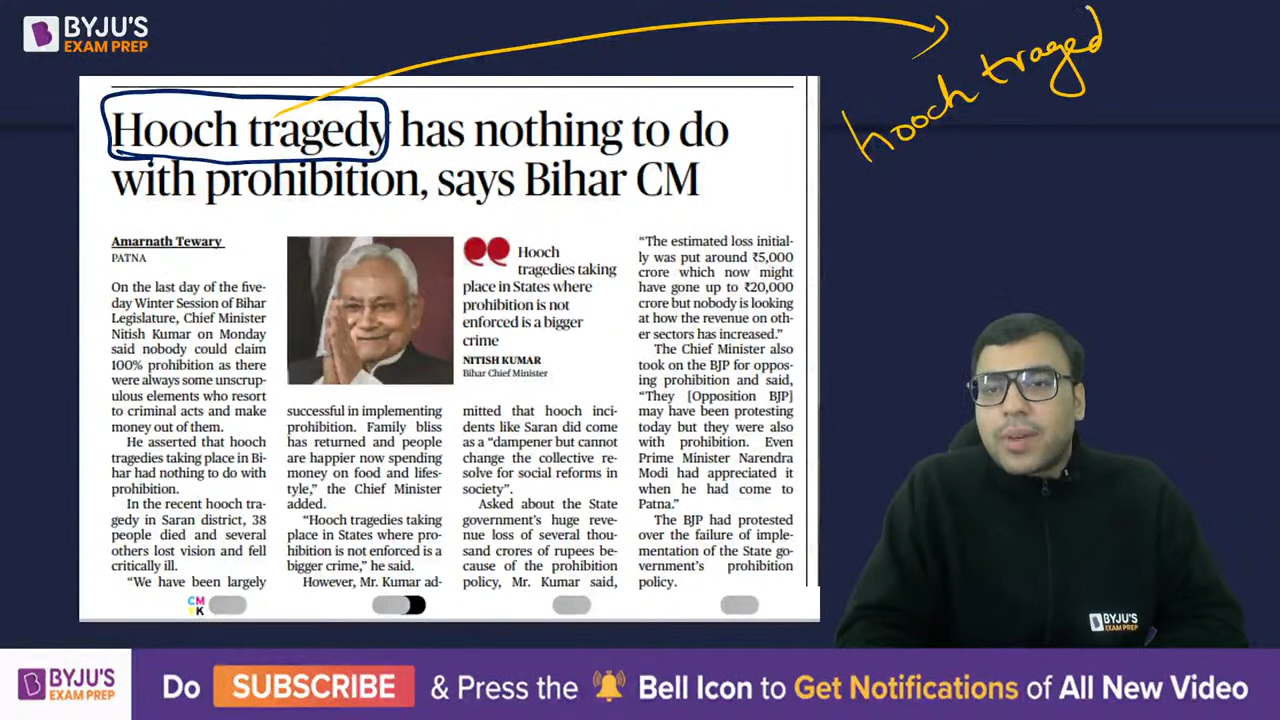 BYJU'S
EXAM PREP
hooch traged
Hooch tragedy has nothing to do
with prohibition, says Bihar CM
Amarnath Tewary
PATNA
On the last day of the five-
day Winter Session of Bihar
Legislature, Chief Minister
Nitish Kumar on Monday
said nobody could claim
100% prohibition as there
were always some unscrup-
ulous elements who resort
to criminal acts and make
money out of them.
He asserted that hooch
tragedies taking place in Bi-
har had nothing to do with
prohibition.
In the recent hooch tra-
gedy in Saran district, 38
people died and several
others lost vision and fell
critically ill.
“We have been largely
successful in implementing
prohibition. Family bliss
has returned and people
are happier now spending
money on food and lifes-
tyle,” the Chief Minister
added.
“Hooch tragedies taking
place in States where pro-
hibition is not enforced is a
bigger crime,” he said.
However, Mr. Kumar ad-
Hooch
tragedies taking
place in States where
prohibition is not
enforced is a bigger
crime
NITISH KUMAR
Bihar Chief Minister
mitted that hooch inci-
dents like Saran did come
as a “dampener but cannot
change the collective re-
solve for social reforms in
society”.
Asked about the State
government’s huge reve-
nue loss of several thou-
sand crores of rupees be-
cause of the prohibition
policy, Mr. Kumar said,
“The estimated loss initial-
ly was put around ₹5,000
crore which now might
have gone up to ₹20,000
crore but nobody is looking
at how the revenue on oth-
er sectors has increased.”
The Chief Minister also
took on the BJP for oppos-
ing prohibition and said,
“They [Opposition BJP]
may have been protesting
today but they were also
with prohibition. Even
Prime Minister Narendra
Modi had appreciated it
when he had come to
Patna.”
The BJP had protested
over the failure of imple-
mentation of the State go-
vernment’s prohibition
policy.
CM
YK
BYJU'S
EXAM PREP
BYJU'S
EXAM PREP
Do SUBSCRIBE & Press the Bell Icon to Get Notifications of All New Video